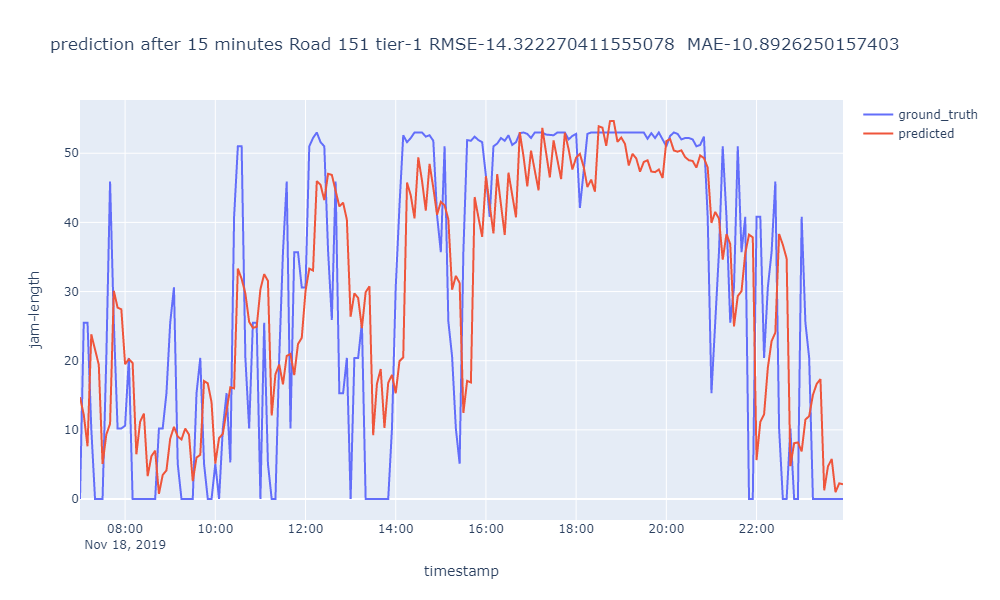 prediction after 15 minutes Road 151 tier-1 RMSE-14.322270411555078  MAE-10.8926250157403
ground_truth
predicted
50
40
30
20
10
0
jam-length
08:00 10:00 12:00 14:00 16:00 18:00 20:00 22:00
Nov 18, 2019
timestamp